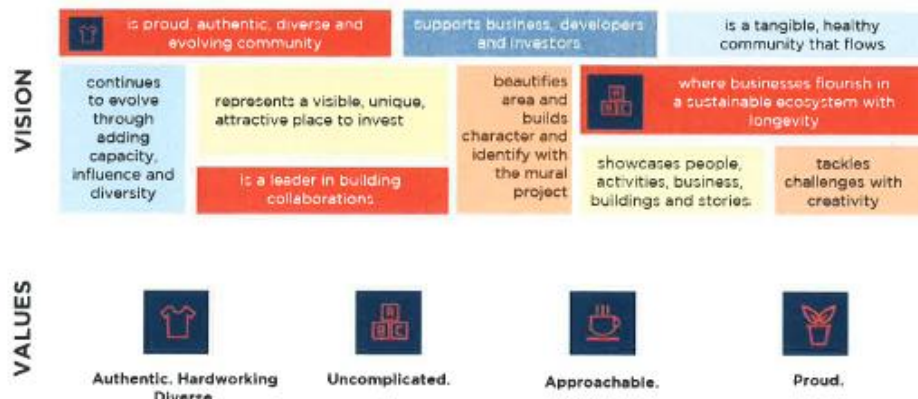 VISION
is proud, authentic, diverse and
evolving community
supports business, developers
and investors
is a tangible, healthy
community that flows
continues
to evolve
through
adding
capacity,
influence and
diversity
represents a visible, unique,
attractive place to invest
is a leader in building
collaborations
beautifies
area and
builds
character and
identify with
the mural
project
A
B C
where businesses flourish in
a sustainable ecosystem with
longevity
showcases people,
activities, business,
buildings and stories
tackles
challenges with
creativity
VALUES
A
B C
Authentic. Hardworking
Diverse
Uncomplicated.
Approachable.
Proud.